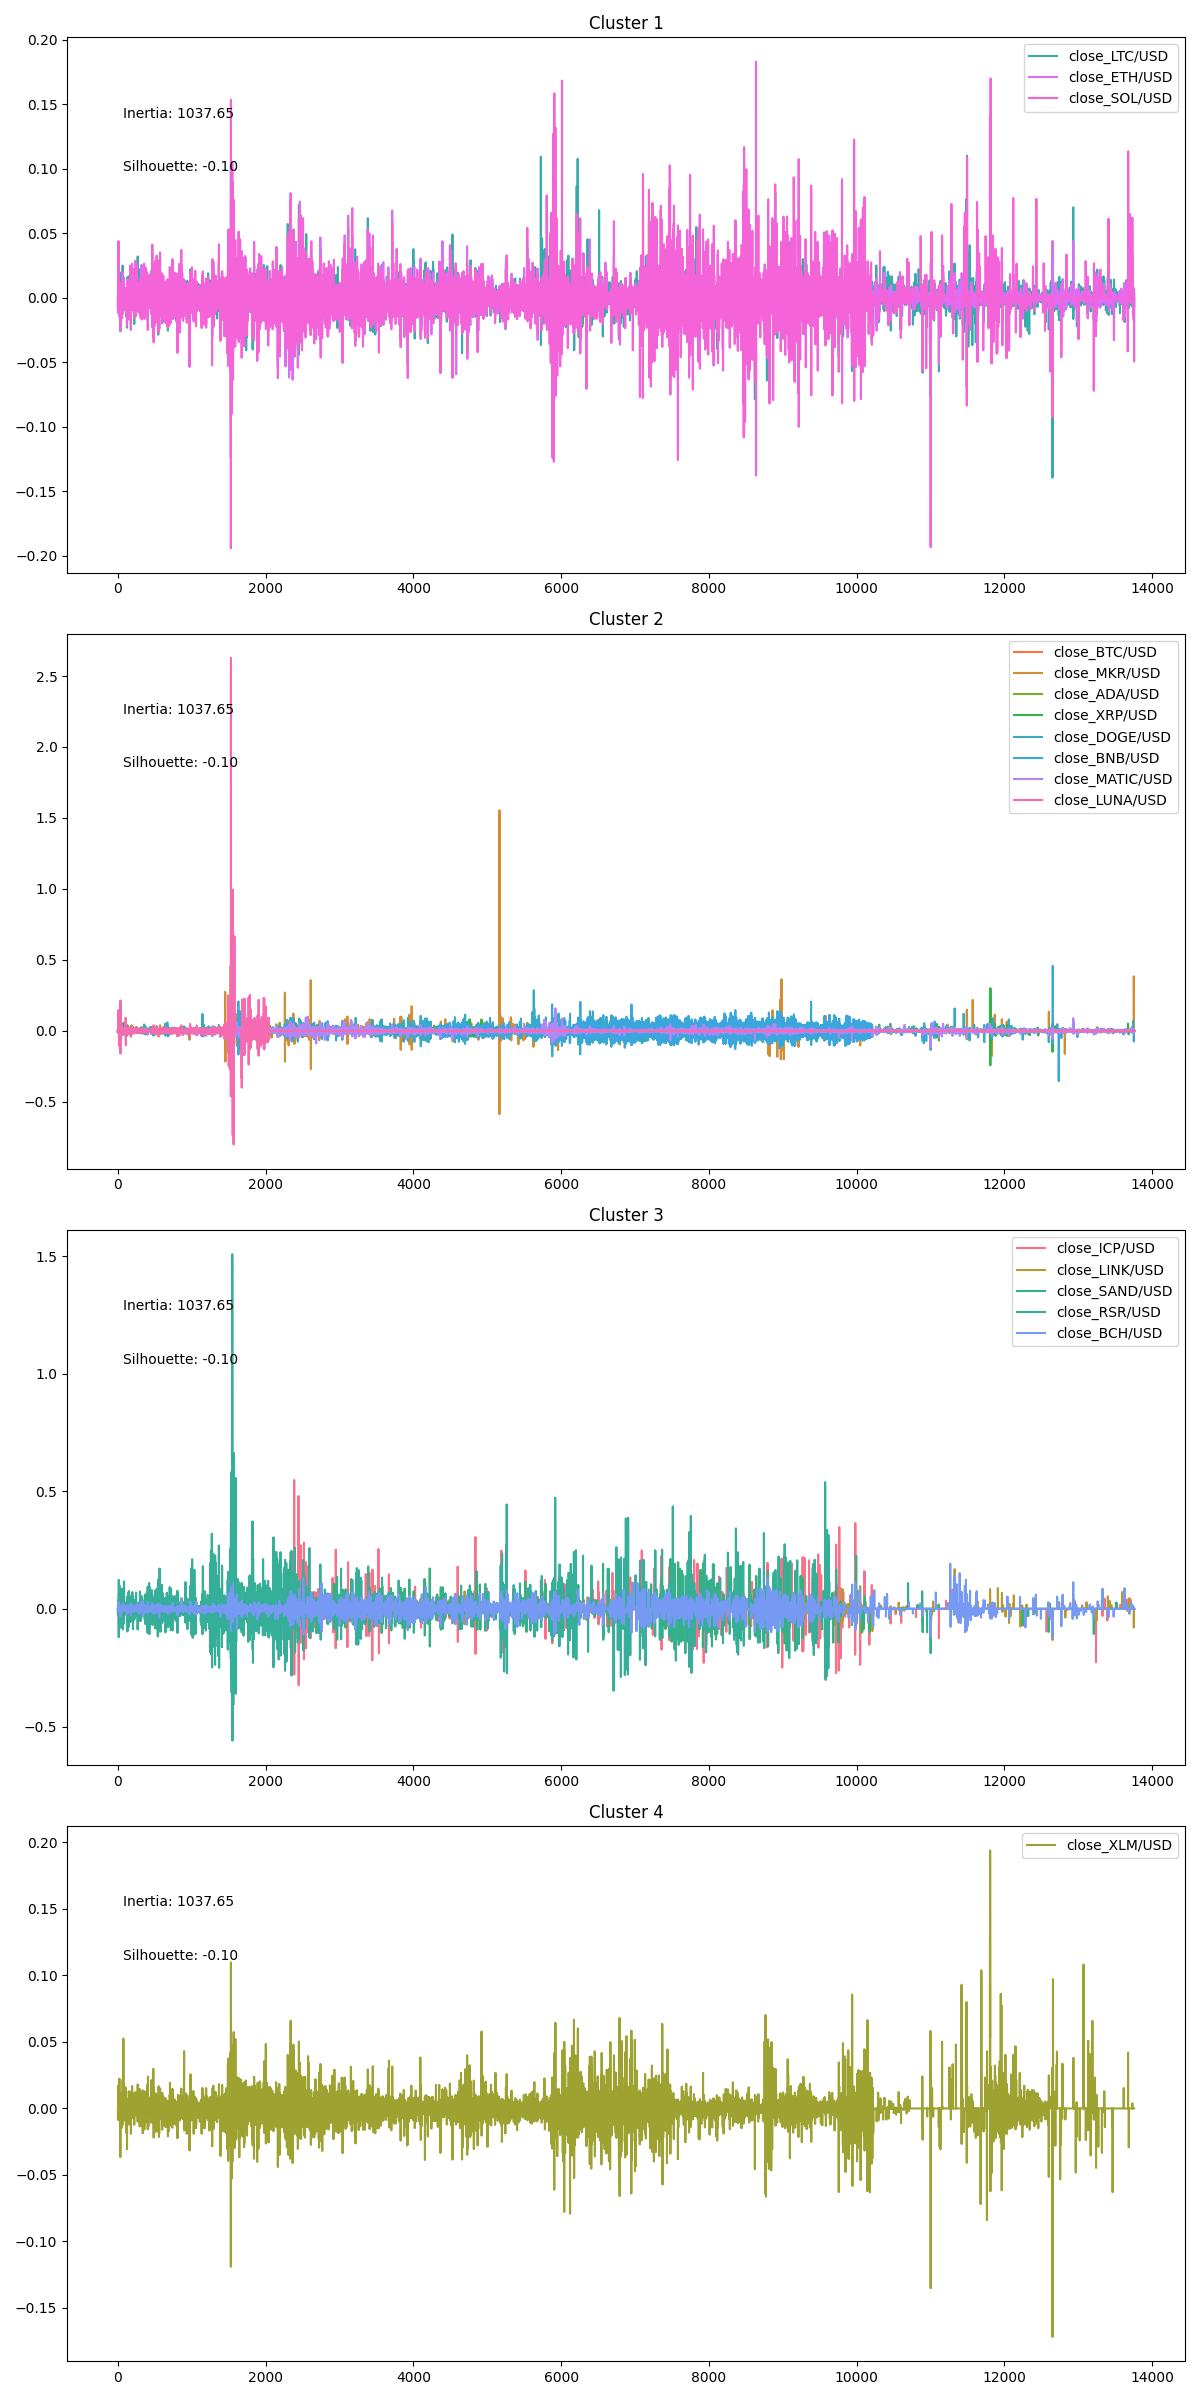 Cluster 1
0.20
0.15
0.10
0.05
0.00
−0.05
−0.10
−0.15
−0.20
Inertia: 1037.65
Silhouette: -0.10
close_LTC/USD
close_ETH/USD
close_SOL/USD
0 2000 4000 6000 8000 10000 12000 14000
Cluster 2
2.5
2.0
1.5
1.0
0.5
0.0
−0.5
Inertia: 1037.65
Silhouette: -0.10
close_BTC/USD
close_MKR/USD
close_ADA/USD
close_XRP/USD
close_DOGE/USD
close_BNB/USD
close_MATIC/USD
close_LUNA/USD
0 2000 4000 6000 8000 10000 12000 14000
Cluster 3
1.5
1.0
0.5
0.0
−0.5
Inertia: 1037.65
Silhouette: -0.10
close_ICP/USD
close_LINK/USD
close_SAND/USD
close_RSR/USD
close_BCH/USD
0 2000 4000 6000 8000 10000 12000 14000
Cluster 4
0.20
0.15
0.10
0.05
0.00
−0.05
−0.10
−0.15
Inertia: 1037.65
Silhouette: -0.10
close_XLM/USD
0 2000 4000 6000 8000 10000 12000 14000